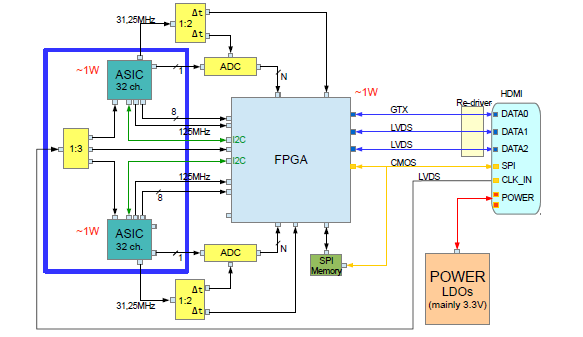 31,25MHz
1:2
Δt
Δt
~1W
ASIC
32 ch.
1
ADC
N
~1W
HDMI
8
125MHz
I2C
Re-driver
GTX
DATA0
LVDS
DATA1
LVDS
DATA2
1:3
FPGA
I2C
CMOS
SPI
125MHz
LVDS
CLK_IN
8
POWER
~1W
ASIC
32 ch.
1
ADC
N
SPI
Memory
POWER
LDOs
(mainly 3.3V)
31,25MHz
1:2
Δt
Δt